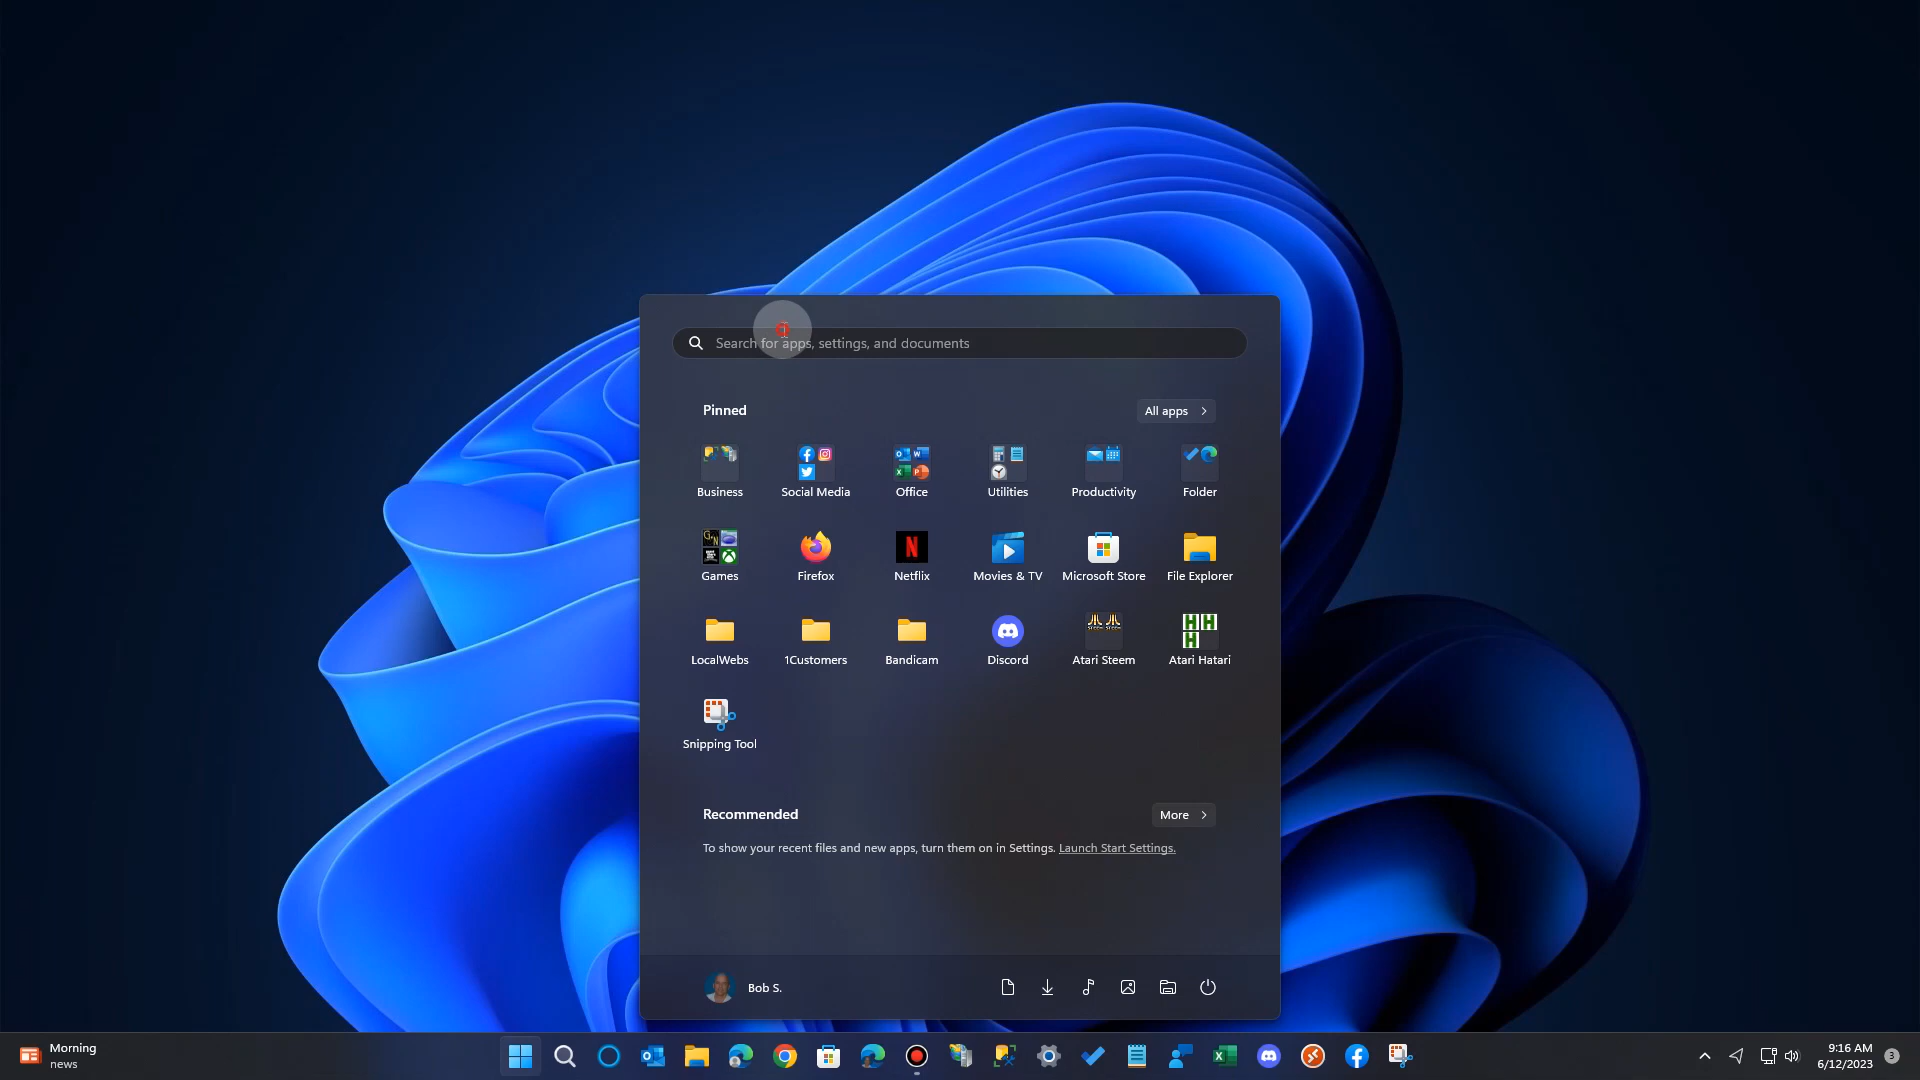 Search for apps, settings, and documents
Pinned
All apps
Business
Social Media
Office
Utilities
Productivity
Folder
Games
Firefox
Netflix
Movies & TV
Microsoft Store
File Explorer
LocalWebs
1Customers
Bandicam
Discord
Atari Steem
Atari Hatari
Snipping Tool
Recommended
More
To show your recent files and new apps, turn them on in Settings. Launch Start Settings.
Bob S.
Morning
news
9:16 AM
6/12/2023
3